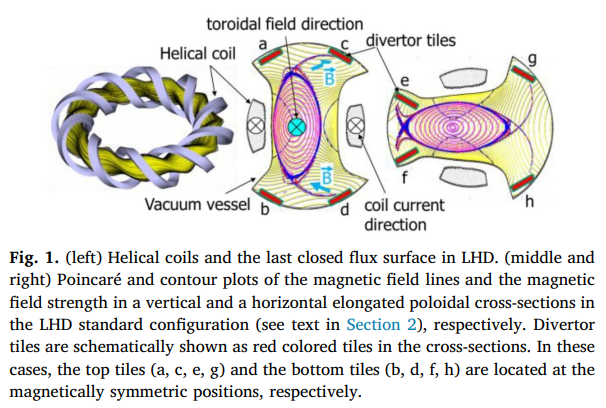 toroidal field direction
Helical coil
a
c
divertor tiles
g
B
e
B
f
h
Vacuum vessel
b
d
coil current
direction
Fig. 1. (left) Helical coils and the last closed flux surface in LHD. (middle and
right) Poincaré and contour plots of the magnetic field lines and the magnetic
field strength in a vertical and a horizontal elongated poloidal cross-sections in
the LHD standard configuration (see text in Section 2), respectively. Divertor
tiles are schematically shown as red colored tiles in the cross-sections. In these
cases, the top tiles (a, c, e, g) and the bottom tiles (b, d, f, h) are located at the
magnetically symmetric positions, respectively.